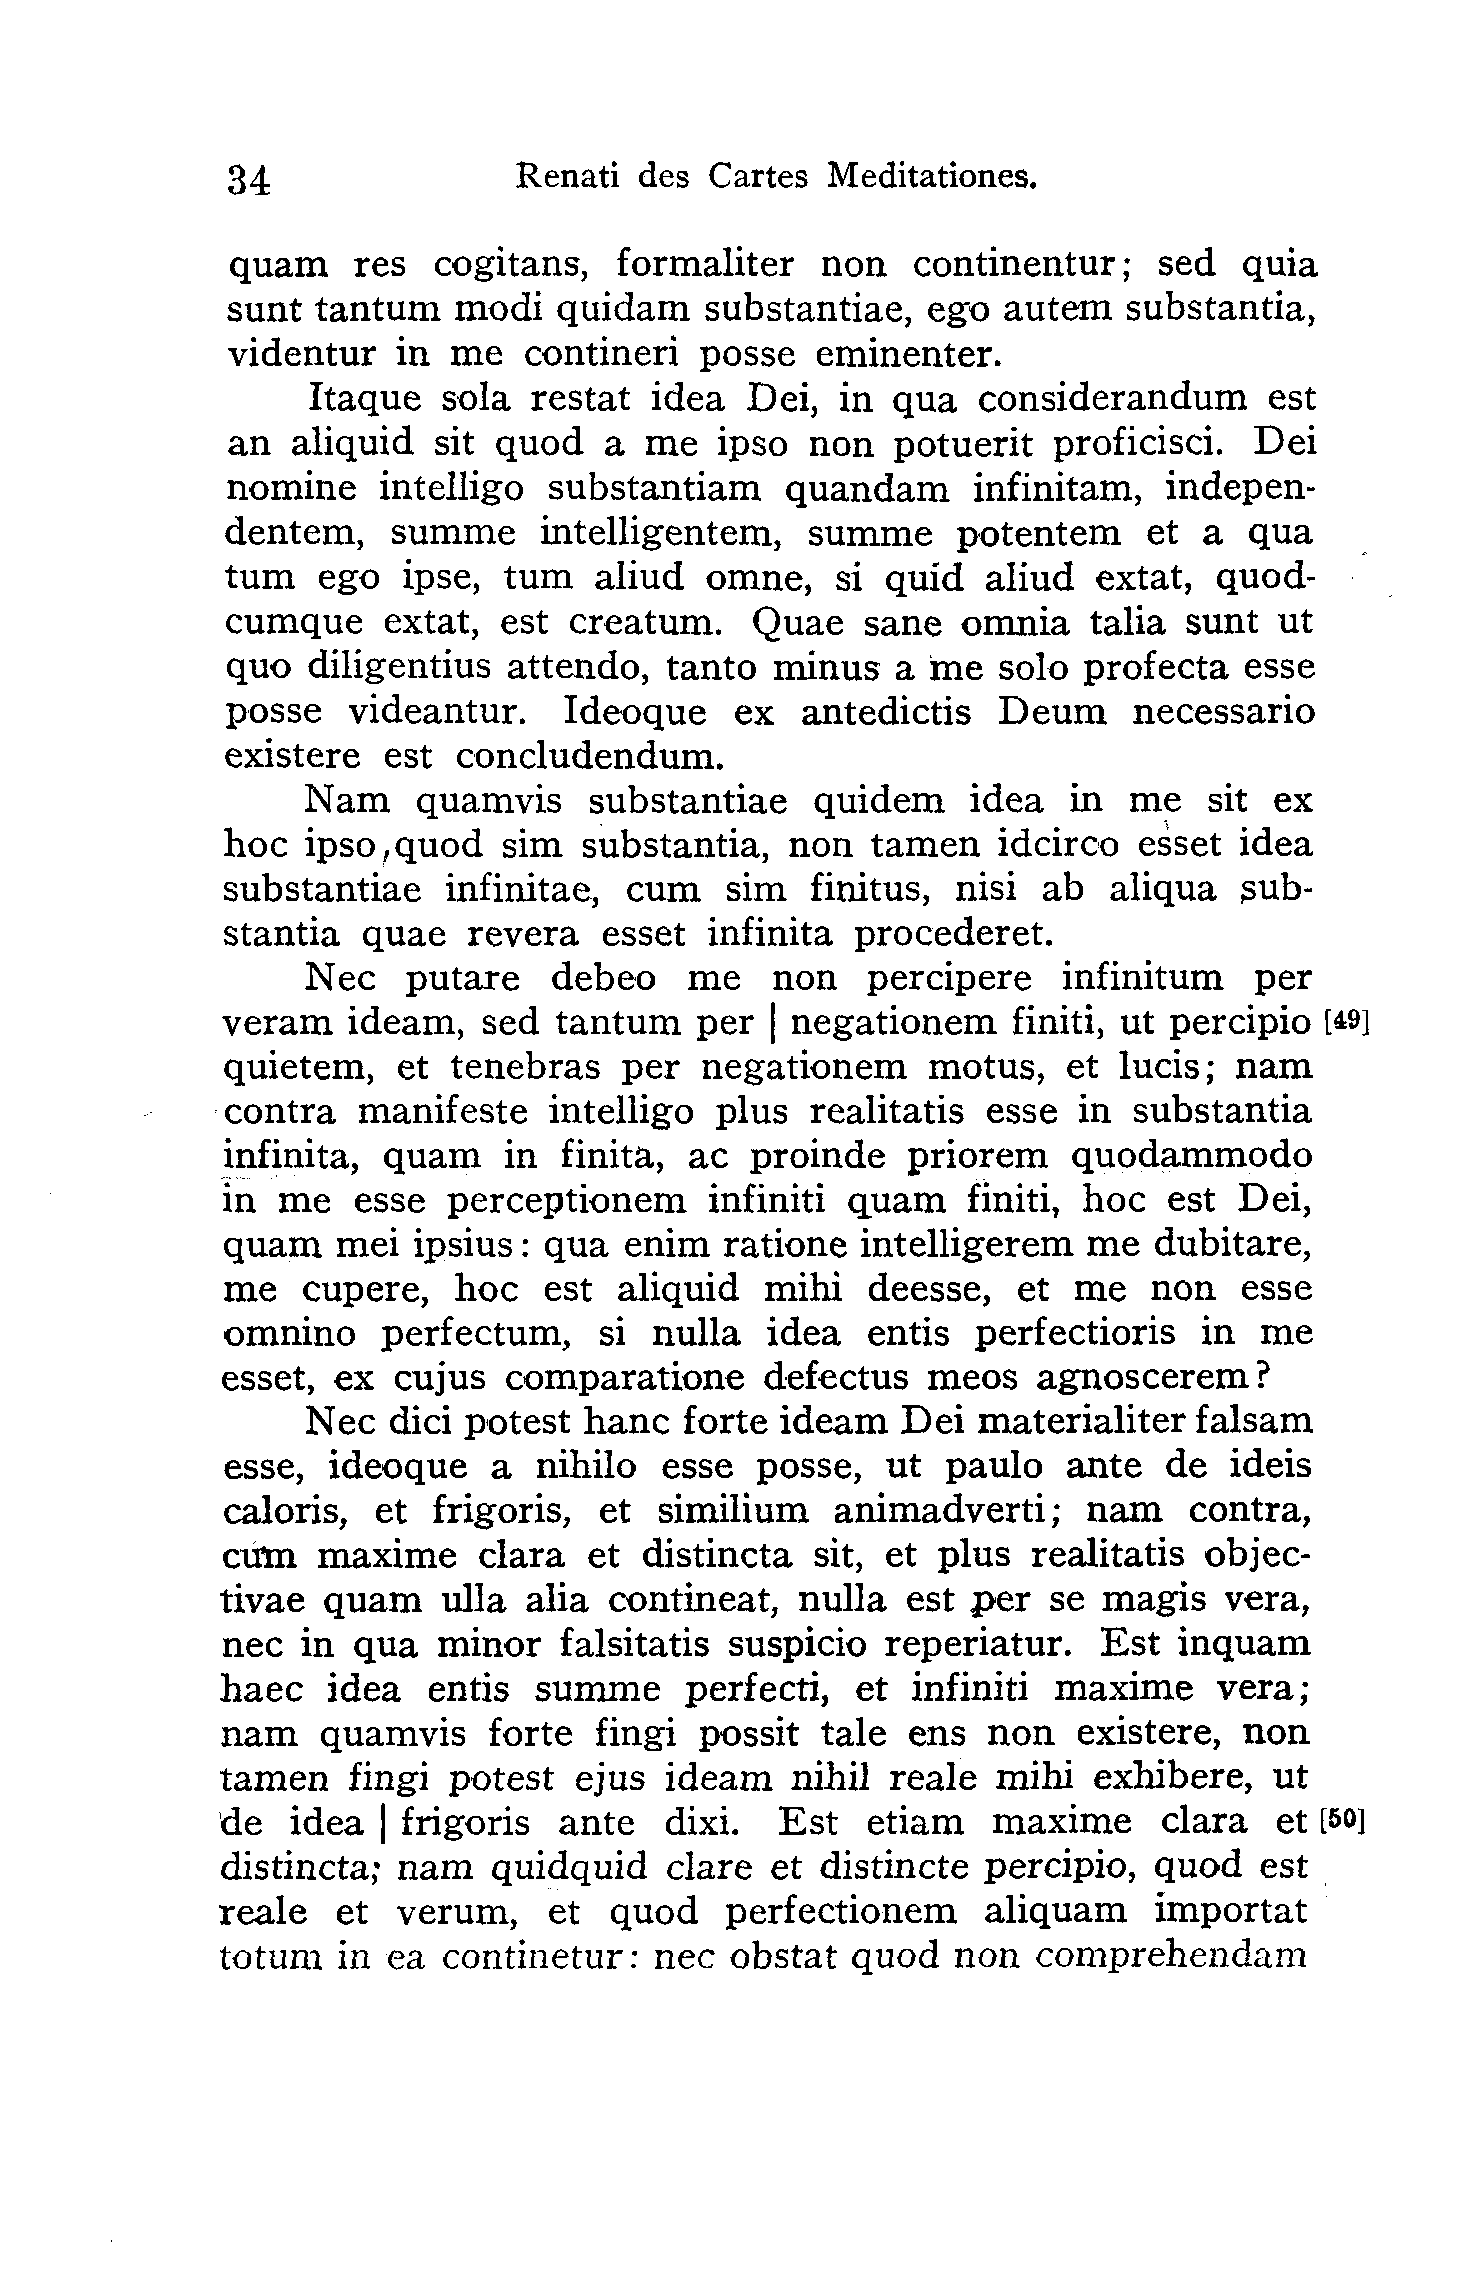 34 Renati des Cartes Meditationes.
quam res cogitans, formaliter non continentur; sed quia
sunt tantum modi quidam substantiae, ego autem substantia,
videntur in me contineri posse eminenter.
Itaque sola restat idea Dei, in qua considerandum est
an aliquid sit quod a me ipso non potuerit proficisci. Dei
nomine intelligo substantiam quandam infinitam, indepen-
dentem, summe intelligentem, summe potentem et a qua
tum ego ipse, tum aliud omne, si quid aliud extat, quod-
cumque extat, est creatum. Quae sane omnia talia sunt ut
quo diligentius attendo, tanto minus a me solo profecta esse
posse videantur. Ideoque ex antedictis Deum necessario
existere est concludendum.
Nam quamvis substantiae quidem idea in me sit ex
hoc ipso, quod sim substantia, non tamen idcirco esset idea
substantiae infinitae, cum sim finitus, nisi ab aliqua sub-
stantia quae revera esset infinita procederet.
Nec putare debeo me non percipere infinitum per
veram ideam, sed tantum per | negationem finiti, ut percipio [49]
quietem, et tenebras per negationem motus, et lucis; nam
contra manifeste intelligo plus realitatis esse in substantia
infinita, quam in finita, ac proinde priorem quodammodo
in me esse perceptionem infiniti quam finiti, hoc est Dei,
quam mei ipsius: qua enim ratione intelligerem me dubitare,
me cupere, hoc est aliquid mihi deesse, et me non esse
omnino perfectum, si nulla idea entis perfectioris in me
esset, ex cujus comparatione defectus meos agnoscerem?
Nec dici potest hanc forte ideam Dei materialiter falsam
esse, ideoque a nihilo esse posse, ut paulo ante de ideis
caloris, et frigoris, et similium animadverti; nam contra,
cum maxime clara et distincta sit, et plus realitatis objec-
tivae quam ulla alia contineat, nulla est per se magis vera,
nec in qua minor falsitatis suspicio reperiatur. Est inquam
haec idea entis summe perfecti, et infiniti maxime vera;
nam quamvis forte fingi possit tale ens non existere, non
tamen fingi potest ejus ideam nihil reale mihi exhibere, ut
de idea | frigoris ante dixi. Est etiam maxime clara et [50]
distincta; nam quidquid clare et distincte percipio, quod est
reale et verum, et quod perfectionem aliquam importat
totum in ea continetur: nec obstat quod non comprehendam